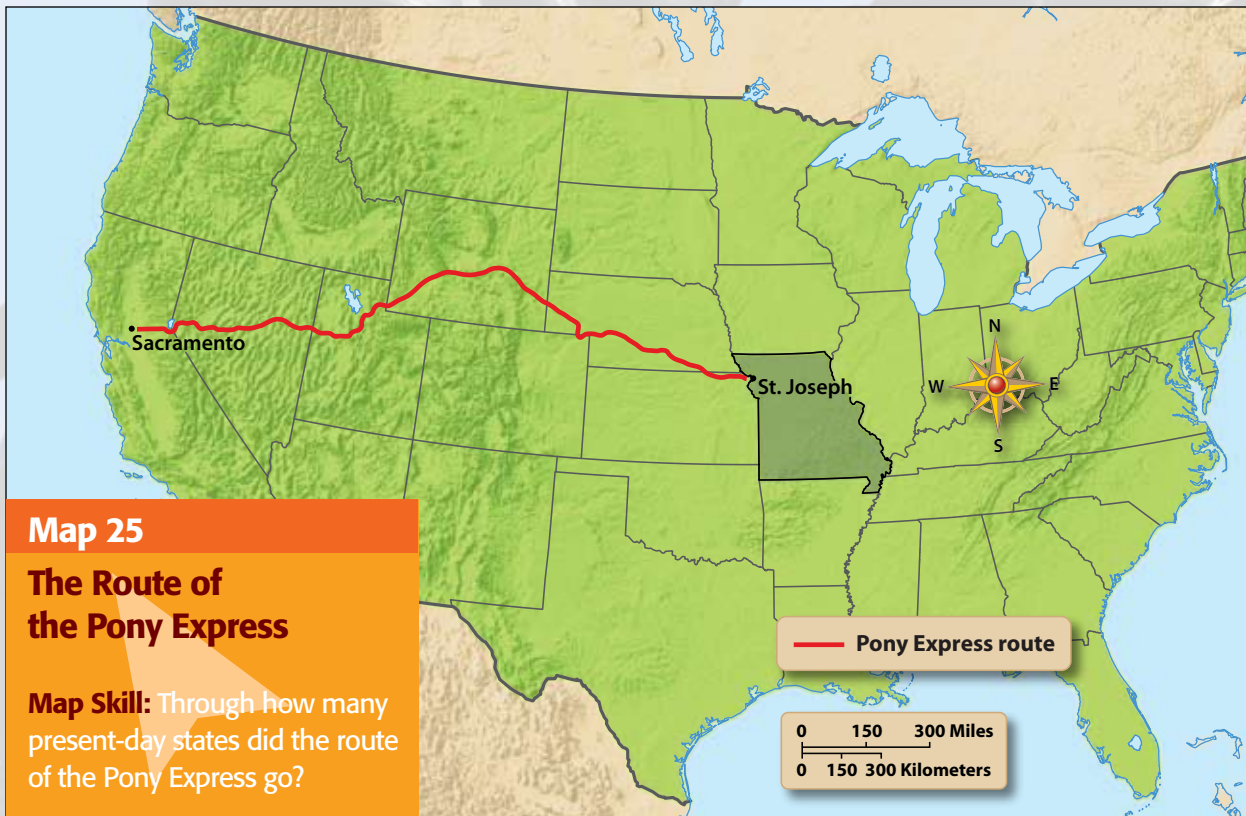 Sacramento
St. Joseph
N
W
E
S
Map 25
The Route of
the Pony Express
Map Skill: Through how many
present-day states did the route
of the Pony Express go?
Pony Express route
0 150 300 Miles
0 150 300 Kilometers